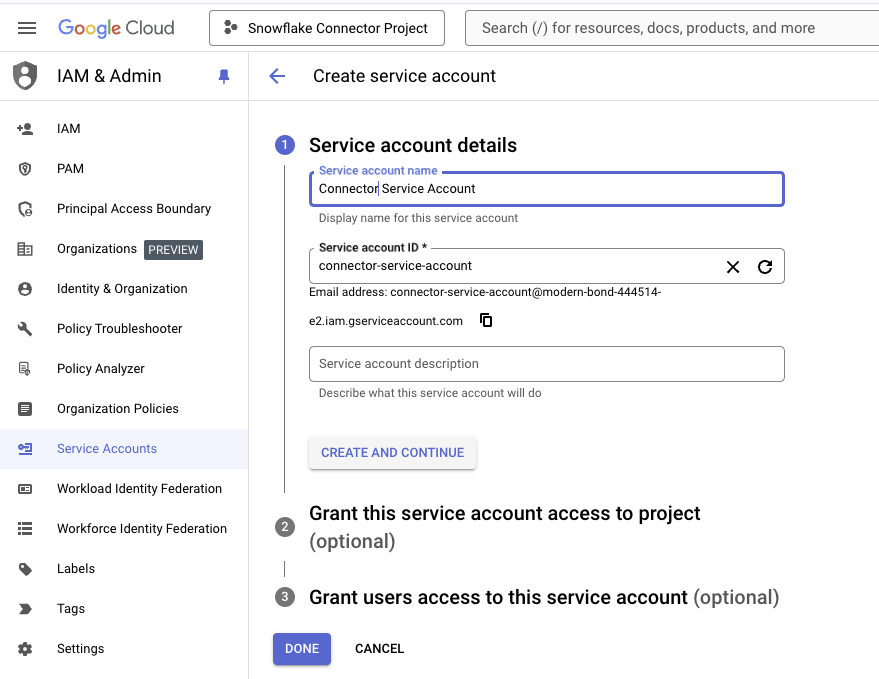 Google Cloud
Snowflake Connector Project
Search (/) for resources, docs, products, and more
IAM & Admin
Create service account
IAM
PAM
Principal Access Boundary
Organizations PREVIEW
Identity & Organization
Policy Troubleshooter
Policy Analyzer
Organization Policies
Service Accounts
Workload Identity Federation
Workforce Identity Federation
Labels
Tags
Settings
1 Service account details
Service account name
Connector Service Account
Display name for this service account
Service account ID *
connector-service-account
Email address: connector-service-account@modern-bond-444514-
e2.iam.gserviceaccount.com
Service account description
Describe what this service account will do
CREATE AND CONTINUE
2 Grant this service account access to project
(optional)
3 Grant users access to this service account (optional)
DONE CANCEL